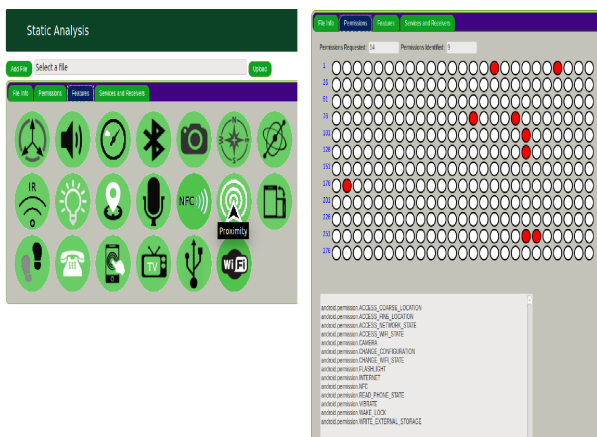 Static Analysis
Add File
Select a file
Upload
File Info
Permissions
Features
Services and Receivers
IR
NFC
Proximity
TV
WiFi
File Info
Permissions
Features
Services and Receivers
Permissions Requested: 14
Permissions Identified: 9
1
26
51
76
101
126
151
176
201
226
251
276
android.permission.ACCESS_COARSE_LOCATION
android.permission.ACCESS_FINE_LOCATION
android.permission.ACCESS_NETWORK_STATE
android.permission.ACCESS_WIFI_STATE
android.permission.CAMERA
android.permission.CHANGE_CONFIGURATION
android.permission.CHANGE_WIFI_STATE
android.permission.FLASHLIGHT
android.permission.INTERNET
android.permission.NFC
android.permission.READ_PHONE_STATE
android.permission.VIBRATE
android.permission.WAKE_LOCK
android.permission.WRITE_EXTERNAL_STORAGE